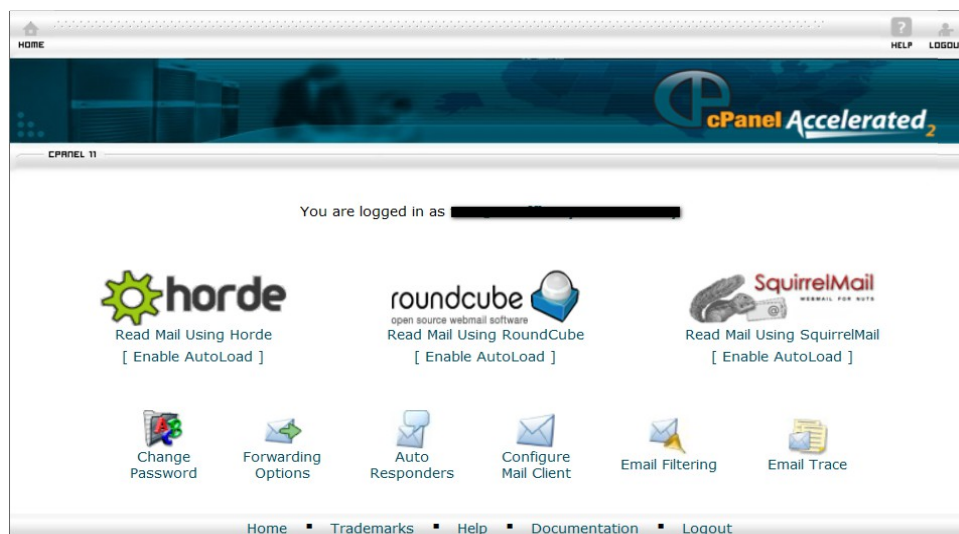 HOME
HELP LOGOU
cPanel Accelerated2
CPANEL 11
You are logged in as
horde
roundcube
open source webmail software
SquirrelMail
WEBMAIL FOR NUTS
Read Mail Using Horde
Read Mail Using RoundCube
Read Mail Using SquirrelMail
[ Enable AutoLoad ]
[ Enable AutoLoad ]
[ Enable AutoLoad ]
Change
Password
Forwarding
Options
Auto
Responders
Configure
Mail Client
Email Filtering
Email Trace
Home ▪ Trademarks ▪ Help ▪ Documentation ▪ Logout